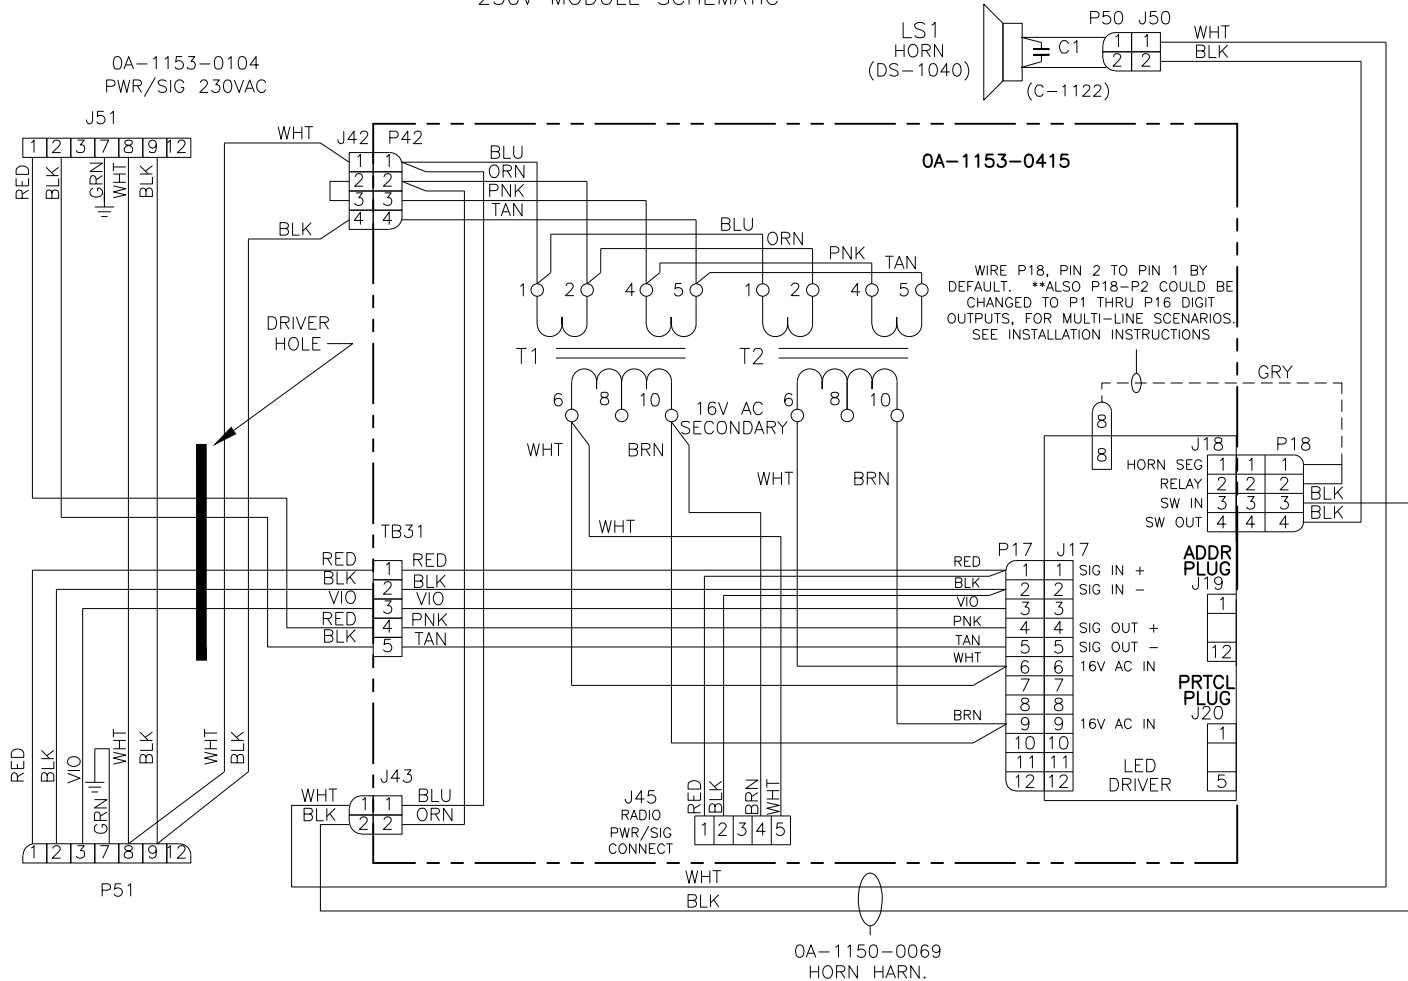 230V MODULE SCHEMATIC
0A-1153-0104
PWR/SIG 230VAC
J51
1 2 3 7 8 9 12
RED
BLK
GRN
WHT
BLK
WHT
J42 P42
1 1
2 2
3 3
4 4
BLK
BLU
ORN
PNK
TAN
LS1
HORN
(DS-1040)
C1
(C-1122)
P50 J50
1 1
2 2
WHT
BLK
0A-1153-0415
BLU
ORN
PNK
TAN
1 2 4 5 1 2 4 5
T1
T2
6 8 10
16V AC
SECONDARY
6 8 10
WHT
BRN
WHT
BRN
WHT
WIRE P18, PIN 2 TO PIN 1 BY
DEFAULT. **ALSO P18-P2 COULD BE
CHANGED TO P1 THRU P16 DIGIT
OUTPUTS, FOR MULTI-LINE SCENARIOS.
SEE INSTALLATION INSTRUCTIONS
GRY
8
8
J18 P18
HORN SEG 1 1 1
RELAY 2 2 2
SW IN 3 3 3
SW OUT 4 4 4
BLK
BLK
DRIVER
HOLE
TB31
RED 1 RED
BLK 2 BLK
VIO 3 VIO
RED 4 PNK
BLK 5 TAN
P17 J17
RED 1 1 SIG IN +
BLK 2 2 SIG IN -
VIO 3 3
PNK 4 4 SIG OUT +
TAN 5 5 SIG OUT -
WHT 6 6 16V AC IN
7 7
8 8
BRN 9 9 16V AC IN
10 10
11 11
12 12
LED
DRIVER
ADDR
PLUG
J19
1
12
PRTCL
PLUG
J20
1
5
RED
BLK
VIO
GRN
WHT
BLK
WHT
BLK
1 2 3 7 8 9 12
P51
J43
WHT 1 1 BLU
BLK 2 2 ORN
J45
RADIO
PWR/SIG
CONNECT
RED
BLK
BRN
WHT
1 2 3 4 5
WHT
BLK
0A-1150-0069
HORN HARN.